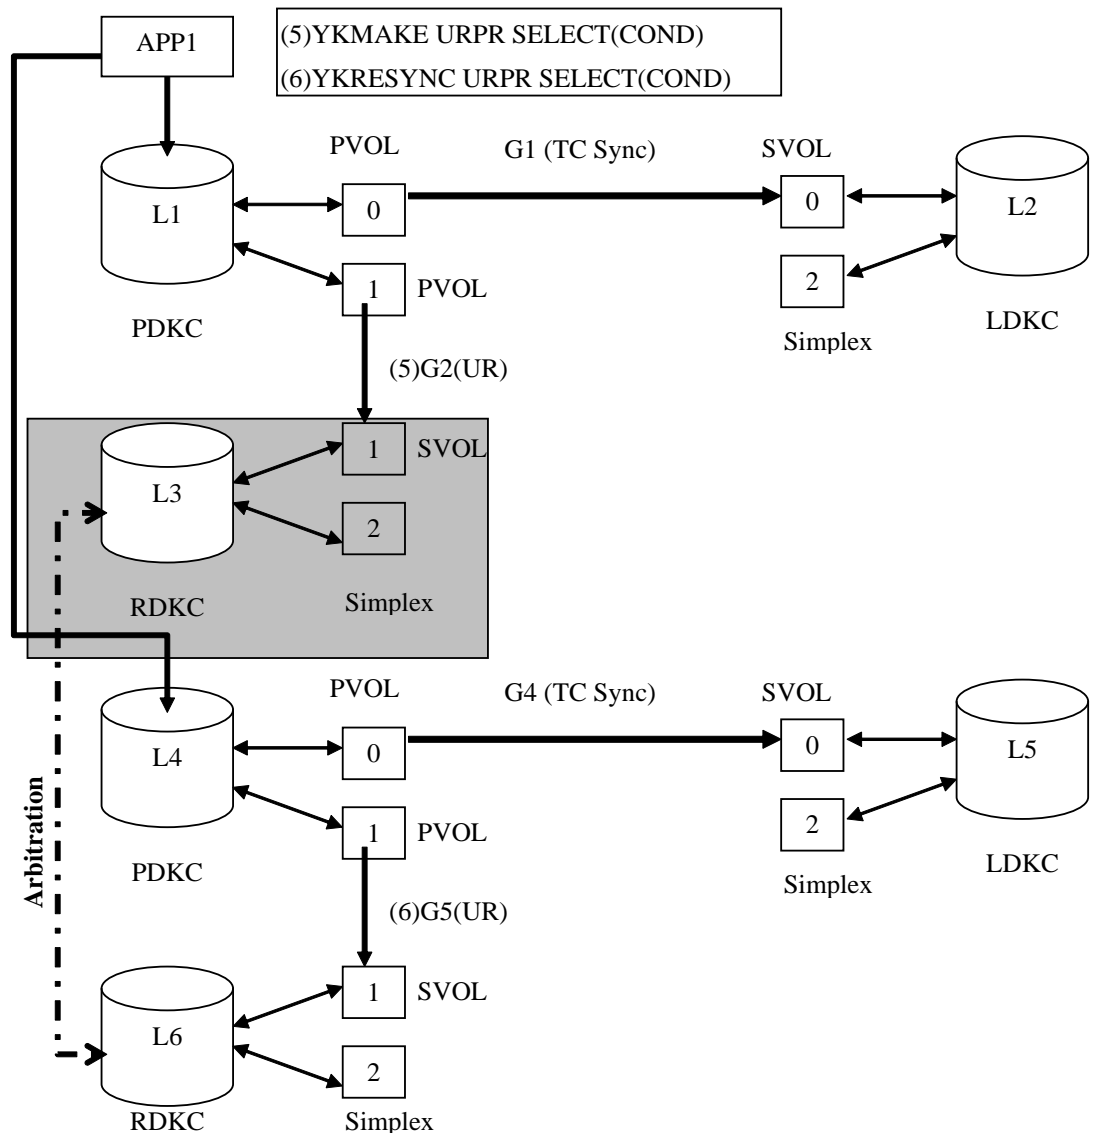 APP1
(5)YKMAKE URPR SELECT(COND)
(6)YKRESYNC URPR SELECT(COND)
PVOL
G1 (TC Sync)
SVOL
L1
0
0
L2
1
PVOL
2
PDKC
LDKC
Simplex
(5)G2(UR)
L3
1
SVOL
2
RDKC
Simplex
PVOL
G4 (TC Sync)
SVOL
L4
0
0
L5
1
PVOL
2
PDKC
LDKC
Simplex
Arbitration
(6)G5(UR)
L6
1
SVOL
2
RDKC
Simplex